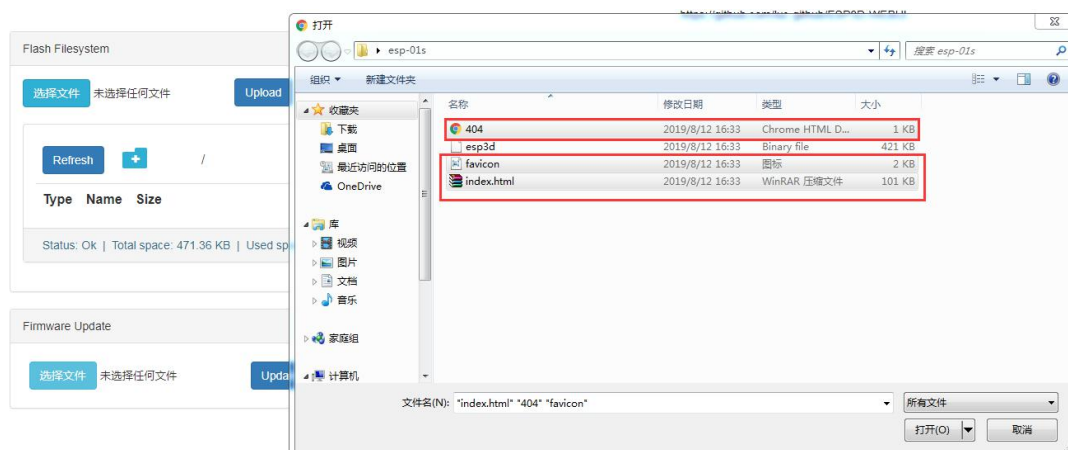 打开
esp-01s
搜索 esp-01s
组织
新建文件夹
Flash Filesystem
选择文件
未选择任何文件
Upload
Refresh
/
Type Name Size
Status: Ok | Total space: 471.36 KB | Used sp
Firmware Update
选择文件
未选择任何文件
Upda
收藏夹
下载
桌面
最近访问的位置
OneDrive
库
视频
图片
文档
音乐
家庭组
计算机
名称 修改日期 类型 大小
404 2019/8/12 16:33 Chrome HTML D... 1 KB
esp3d 2019/8/12 16:33 Binary file 421 KB
favicon 2019/8/12 16:33 图标 2 KB
index.html 2019/8/12 16:33 WinRAR 压缩文件 101 KB
文件名(N): "index.html" "404" "favicon"
所有文件
打开(O)
取消